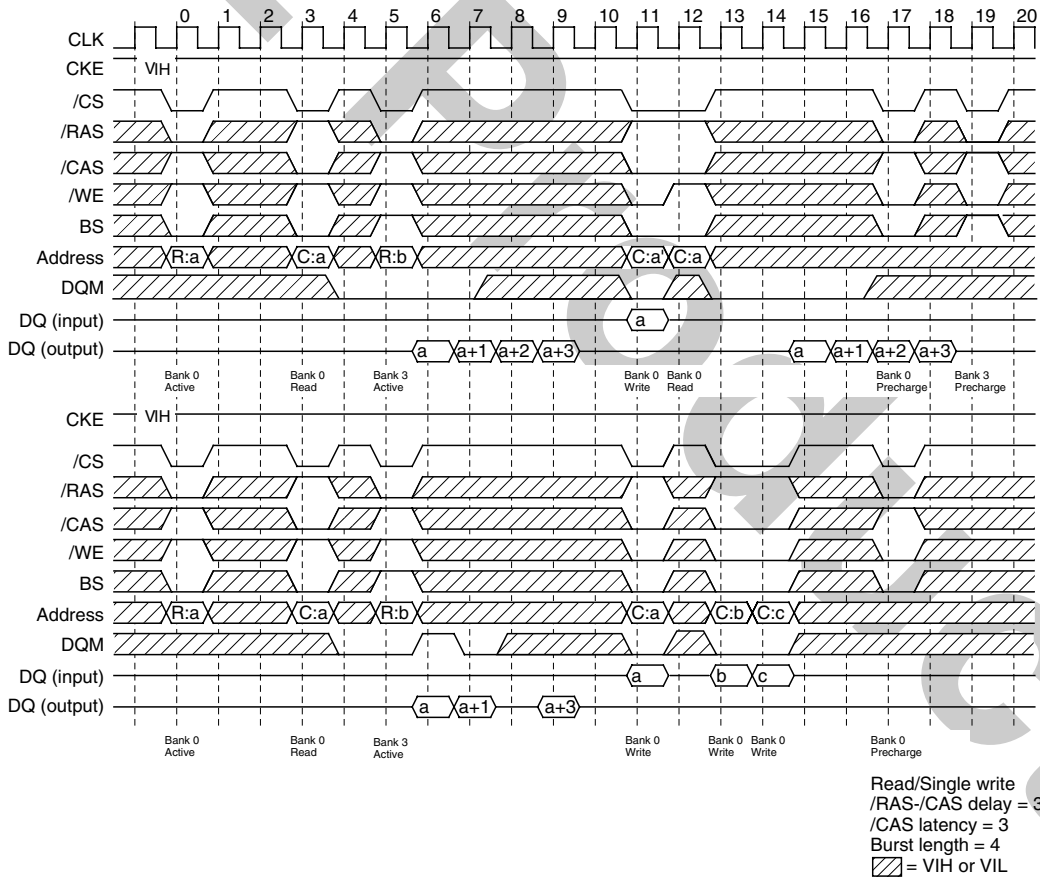 0 1 2 3 4 5 6 7 8 9 10 11 12 13 14 15 16 17 18 19 20
CLK
CKE VIH
/CS
/RAS
/CAS
/WE
BS
Address R:a C:a R:b C:a' C:a
DQM
DQ (input) a
DQ (output) a a+1 a+2 a+3 a a+1 a+2 a+3
Bank 0 Bank 0 Bank 3 Bank 0 Bank 0 Bank 0 Bank 3
Active Read Active Write Read Precharge Precharge
CKE VIH
/CS
/RAS
/CAS
/WE
BS
Address R:a C:a R:b C:a C:b C:c
DQM
DQ (input) a b c
DQ (output) a a+1 a+3
Bank 0 Bank 0 Bank 3 Bank 0 Bank 0 Bank 0 Bank 0
Active Read Active Write Write Write Precharge
Read/Single write
/RAS-/CAS delay = 3
/CAS latency = 3
Burst length = 4
= VIH or VIL